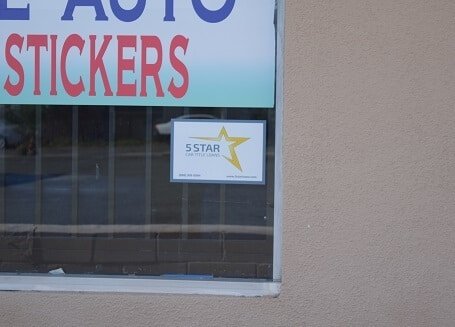 E AUTO
STICKERS
5 STAR
CAR TITLE LOANS